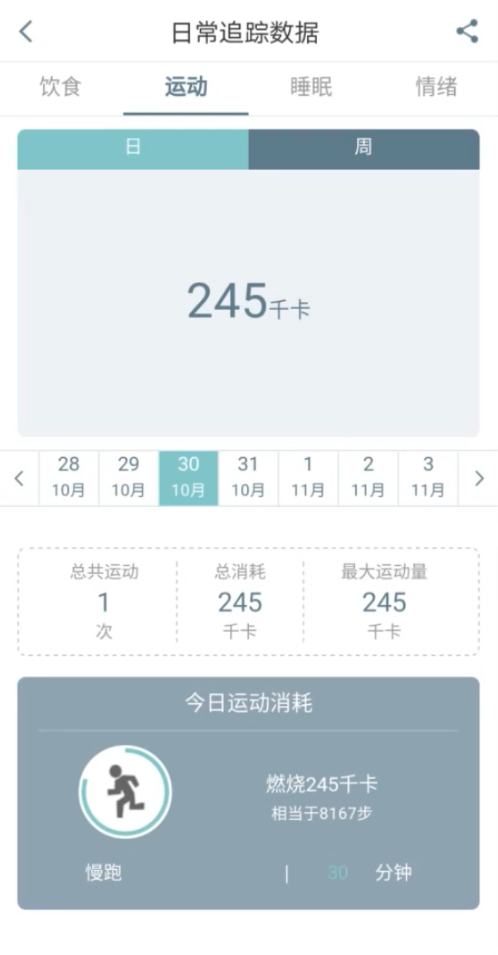 日常追踪数据
饮食 运动 睡眠 情绪
日 周
245千卡
28 29 30 31 1 2 3
10月 10月 10月 10月 11月 11月 11月
总共运动 总消耗 最大运动量
1 245 245
次 千卡 千卡
今日运动消耗
燃烧245千卡
相当于8167步
慢跑 | 30 分钟